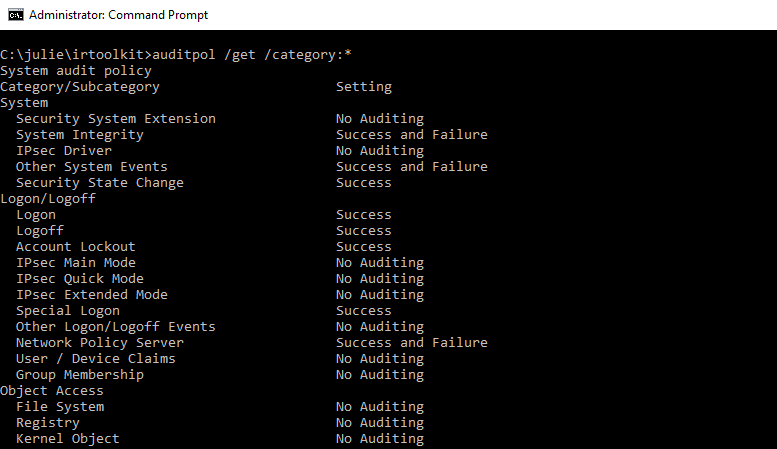 Administrator: Command Prompt
C:\julie\irtoolkit>auditpol /get /category:*
System audit policy
Category/Subcategory                      Setting
System
  Security System Extension               No Auditing
  System Integrity                        Success and Failure
  IPsec Driver                            No Auditing
  Other System Events                     Success and Failure
  Security State Change                   Success
Logon/Logoff
  Logon                                   Success
  Logoff                                  Success
  Account Lockout                         Success
  IPsec Main Mode                         No Auditing
  IPsec Quick Mode                        No Auditing
  IPsec Extended Mode                     No Auditing
  Special Logon                           Success
  Other Logon/Logoff Events               No Auditing
  Network Policy Server                   Success and Failure
  User / Device Claims                    No Auditing
  Group Membership                        No Auditing
Object Access
  File System                             No Auditing
  Registry                                No Auditing
  Kernel Object                           No Auditing